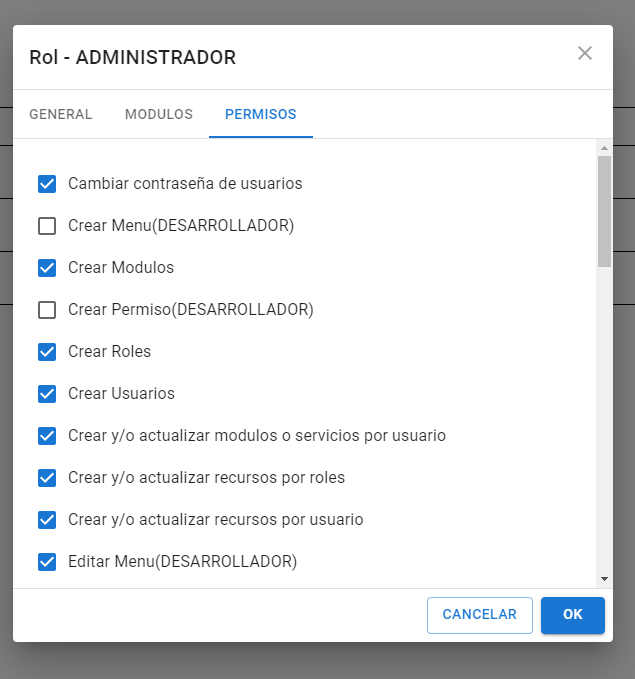 Rol - ADMINISTRADOR
GENERAL MODULOS PERMISOS
Cambiar contraseña de usuarios
Crear Menu(DESARROLLADOR)
Crear Modulos
Crear Permiso(DESARROLLADOR)
Crear Roles
Crear Usuarios
Crear y/o actualizar modulos o servicios por usuario
Crear y/o actualizar recursos por roles
Crear y/o actualizar recursos por usuario
Editar Menu(DESARROLLADOR)
CANCELAR OK